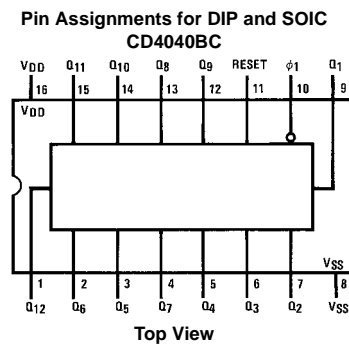 Pin Assignments for DIP and SOIC
CD4040BC
VDD Q11 Q10 Q8 Q9 RESET ϕ1 Q1
16 15 14 13 12 11 10 9
VDD
VSS
1 2 3 4 5 6 7 8
Q12 Q6 Q5 Q7 Q4 Q3 Q2 VSS
Top View